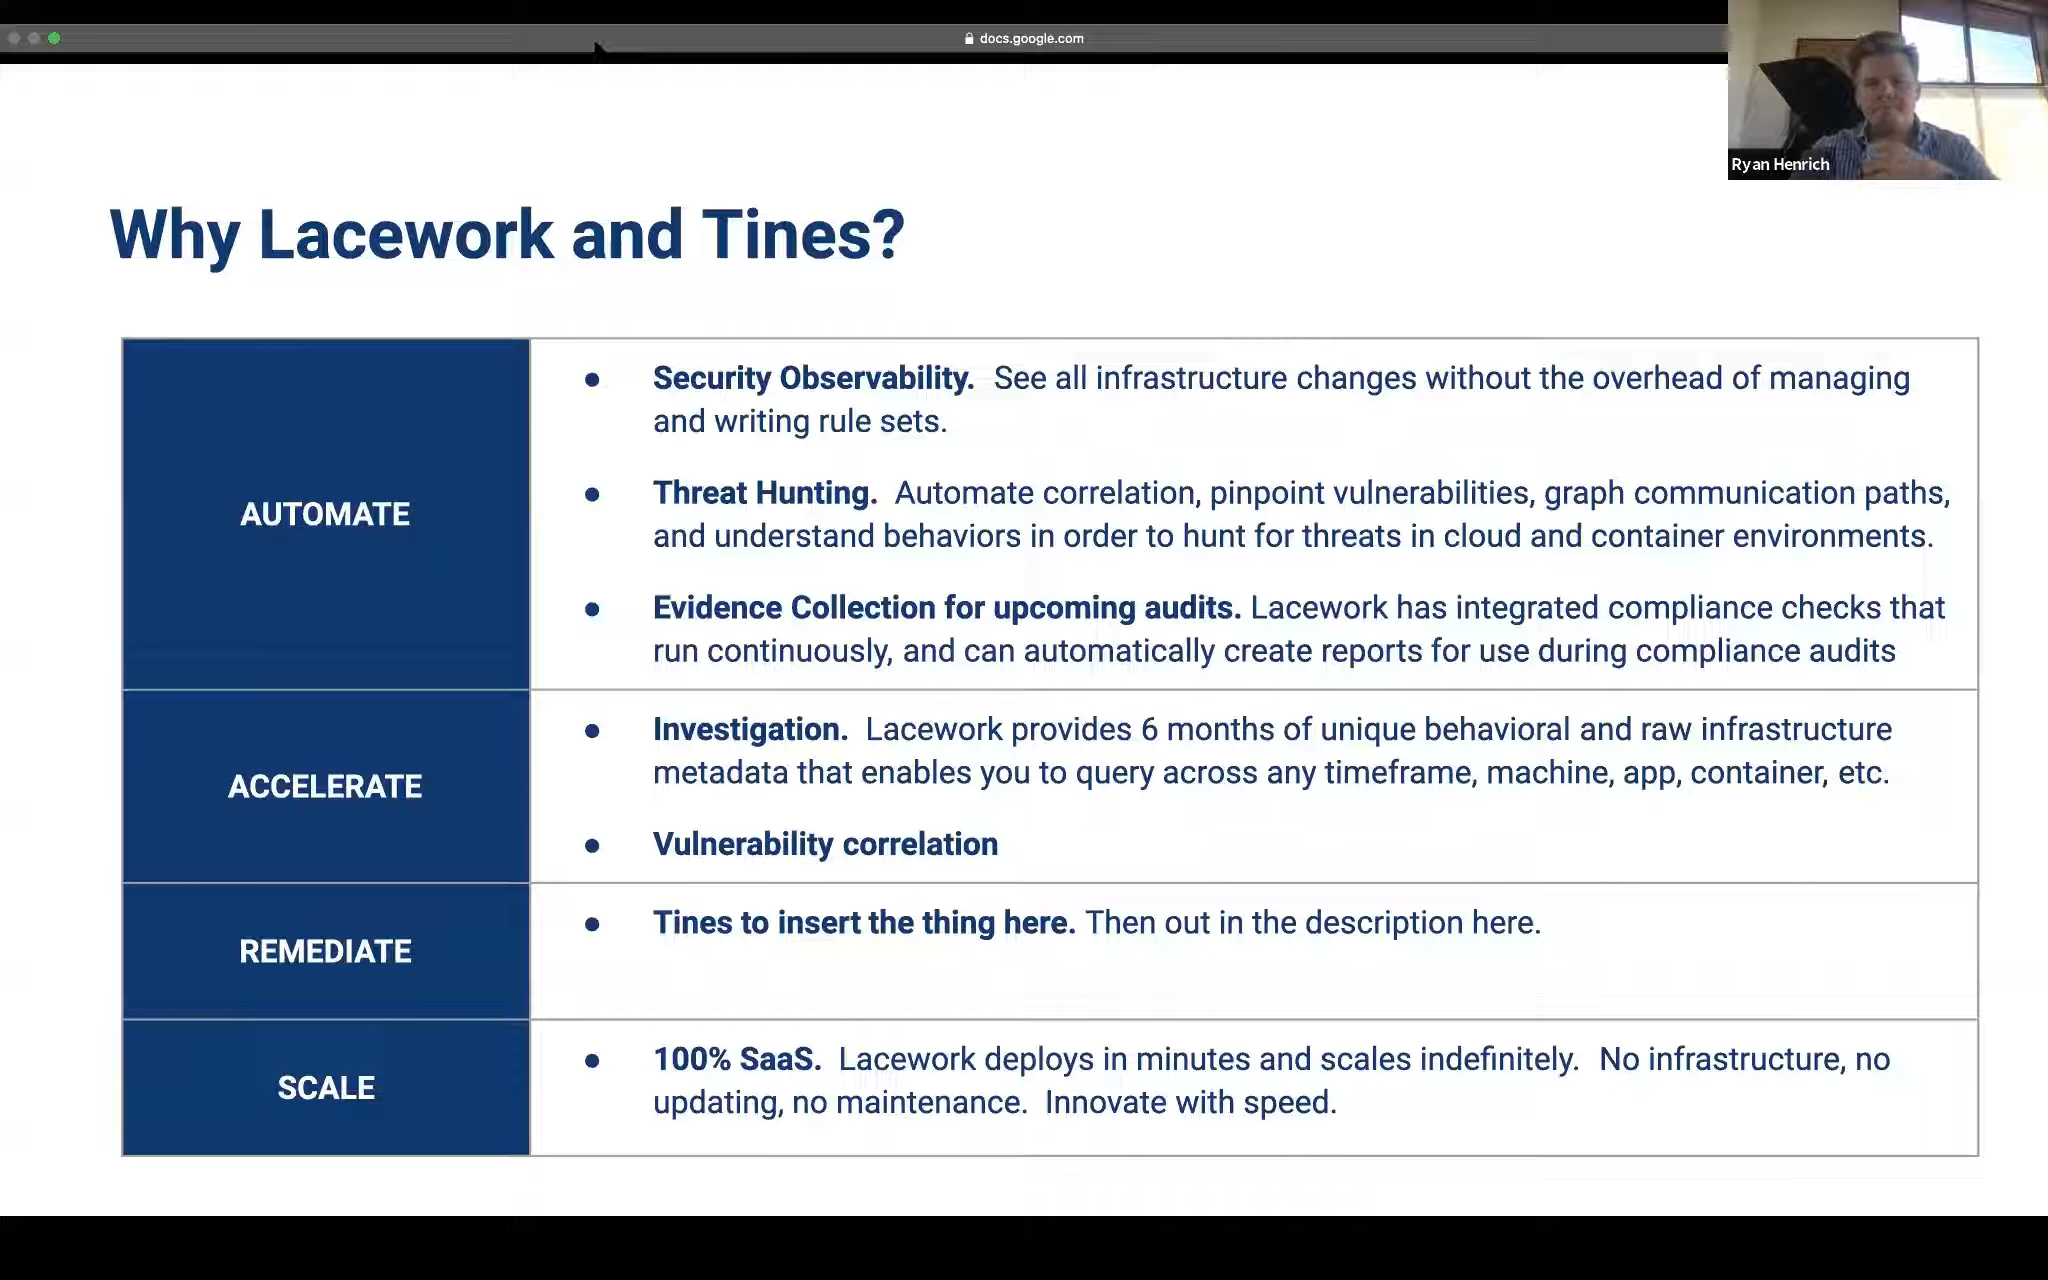 docs.google.com
Ryan Henrich
Why Lacework and Tines?
AUTOMATE
● Security Observability. See all infrastructure changes without the overhead of managing
and writing rule sets.
● Threat Hunting. Automate correlation, pinpoint vulnerabilities, graph communication paths,
and understand behaviors in order to hunt for threats in cloud and container environments.
● Evidence Collection for upcoming audits. Lacework has integrated compliance checks that
run continuously, and can automatically create reports for use during compliance audits
ACCELERATE
● Investigation. Lacework provides 6 months of unique behavioral and raw infrastructure
metadata that enables you to query across any timeframe, machine, app, container, etc.
● Vulnerability correlation
REMEDIATE
● Tines to insert the thing here. Then out in the description here.
SCALE
● 100% SaaS. Lacework deploys in minutes and scales indefinitely. No infrastructure, no
updating, no maintenance. Innovate with speed.